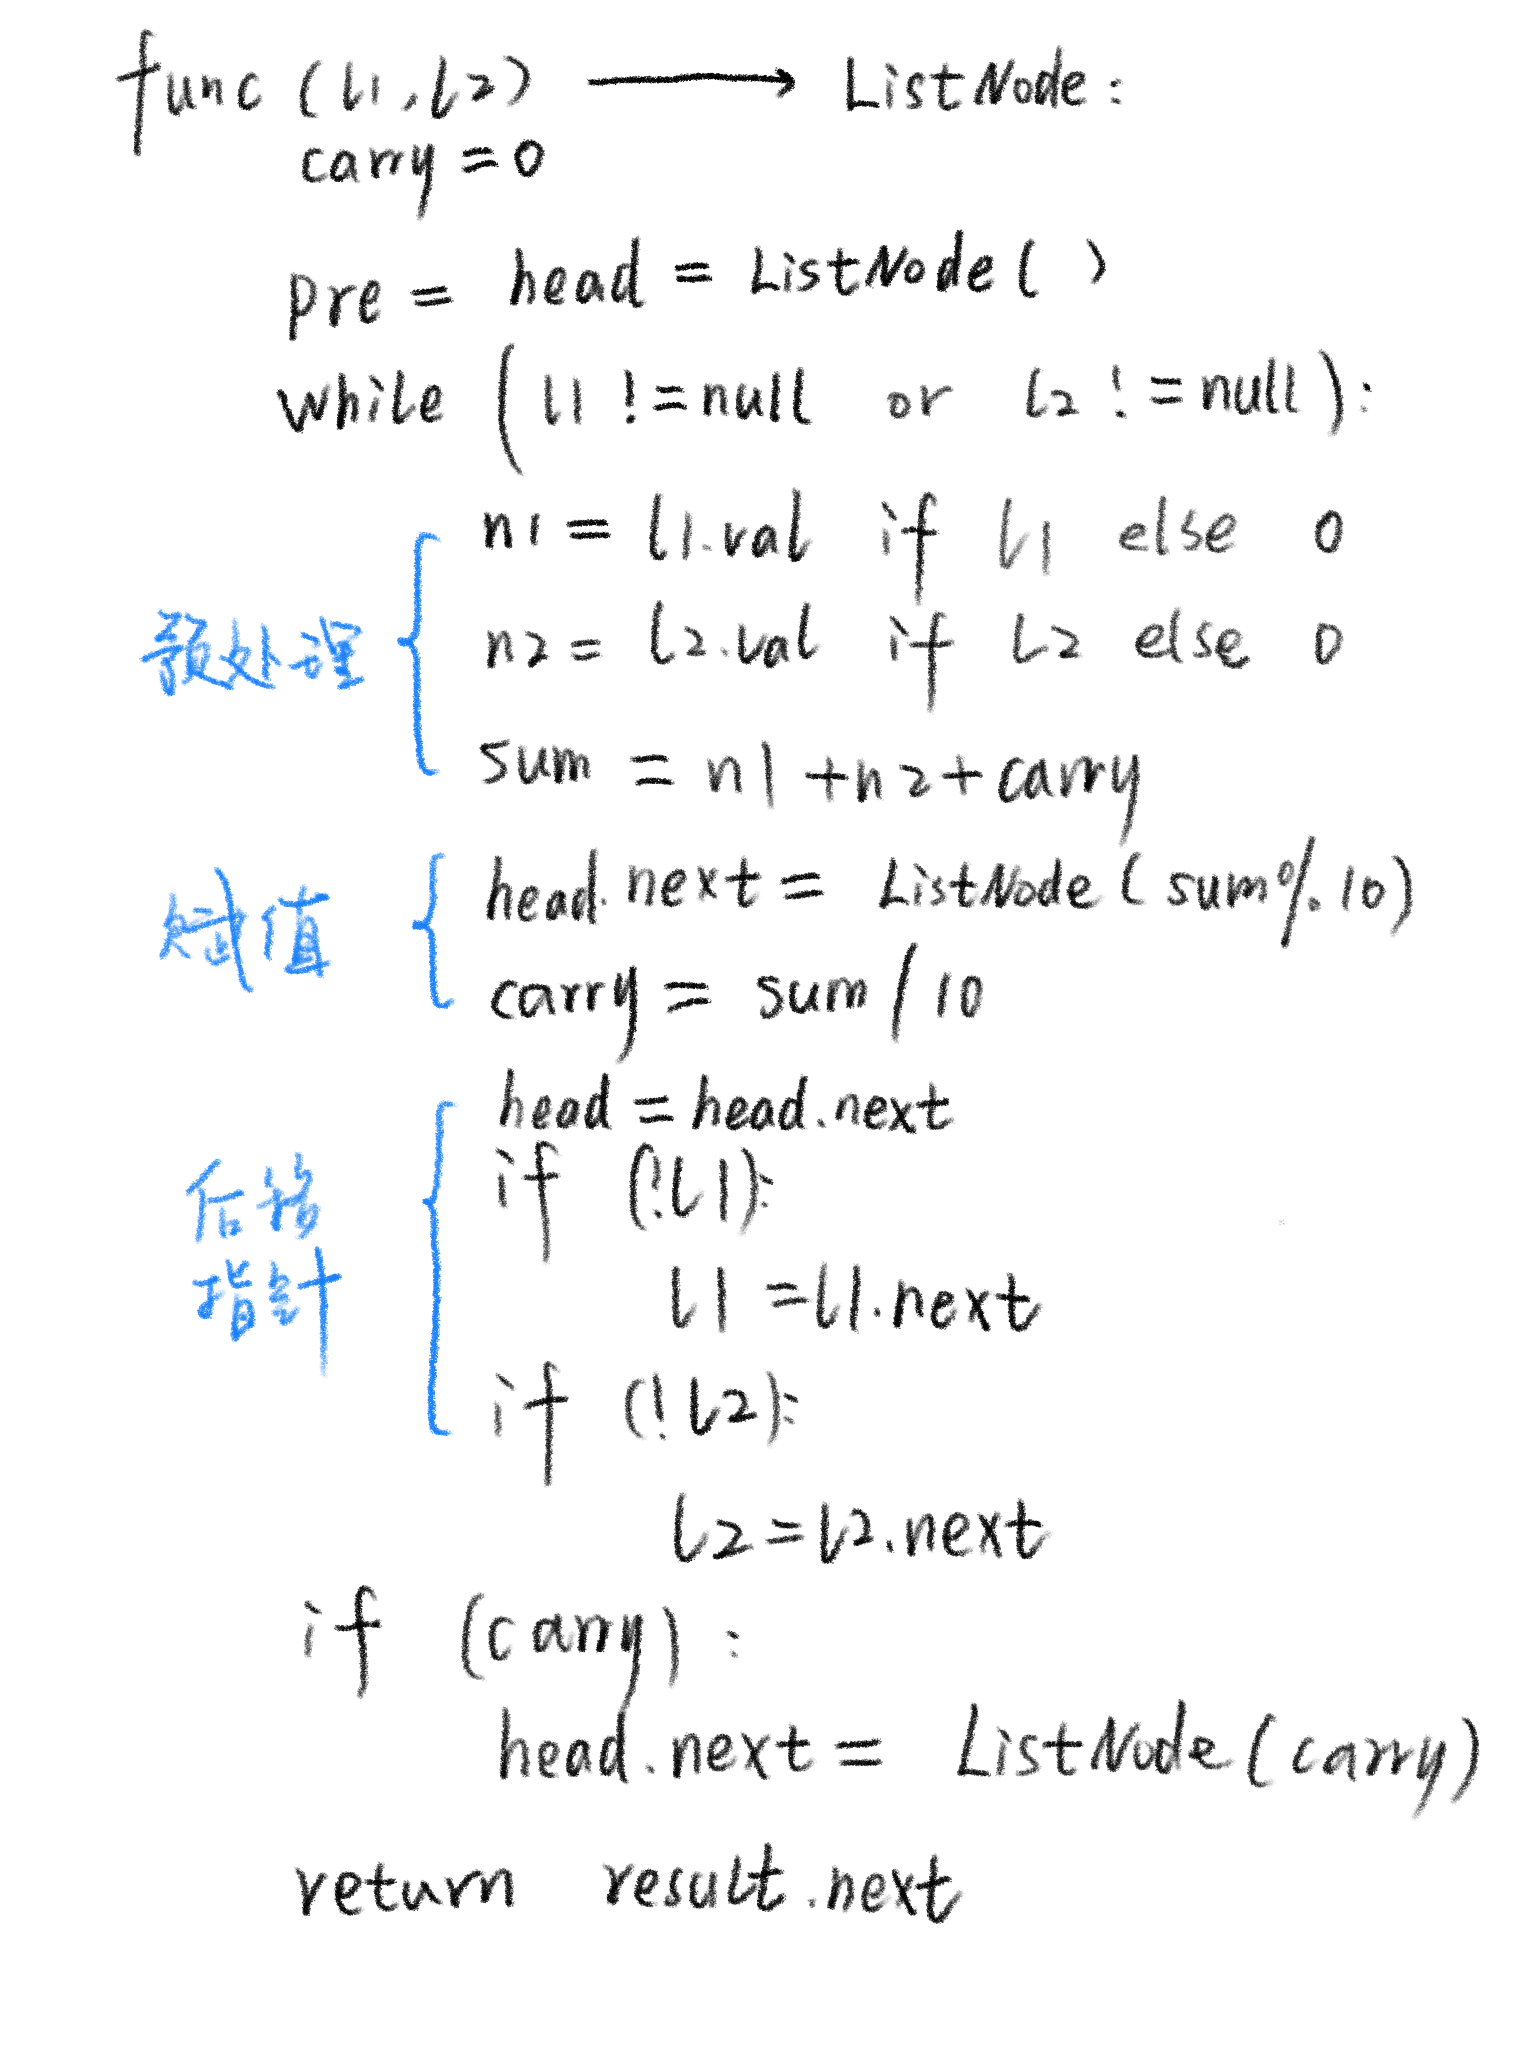 func (l1, l2) ⟶ ListNode:
carry = 0
pre = head = ListNode( )
while (l1 != null or l2 != null):
n1 = l1.val if l1 else 0
预处理
n2 = l2.val if l2 else 0
sum = n1 + n2 + carry
head.next = ListNode(sum%10)
赋值
carry = sum / 10
head = head.next
if (!l1):
后移
指针
l1 = l1.next
if (!l2):
l2 = l2.next
if (carry):
head.next = ListNode(carry)
return result.next